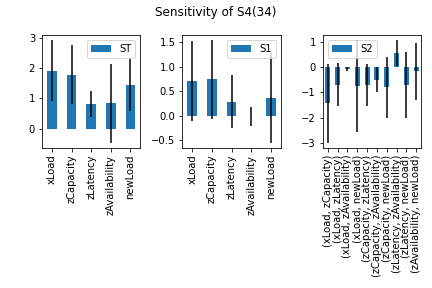 Sensitivity of S4(34)
ST
3
2
1
0
xLoad
zCapacity
zLatency
zAvailability
newLoad
S1
1.5
1.0
0.5
0.0
−0.5
xLoad
zCapacity
zLatency
zAvailability
newLoad
S2
1
0
−1
−2
−3
(xLoad, zCapacity)
(xLoad, zLatency)
(xLoad, zAvailability)
(xLoad, newLoad)
(zCapacity, zLatency)
(zCapacity, zAvailability)
(zCapacity, newLoad)
(zLatency, zAvailability)
(zLatency, newLoad)
(zAvailability, newLoad)